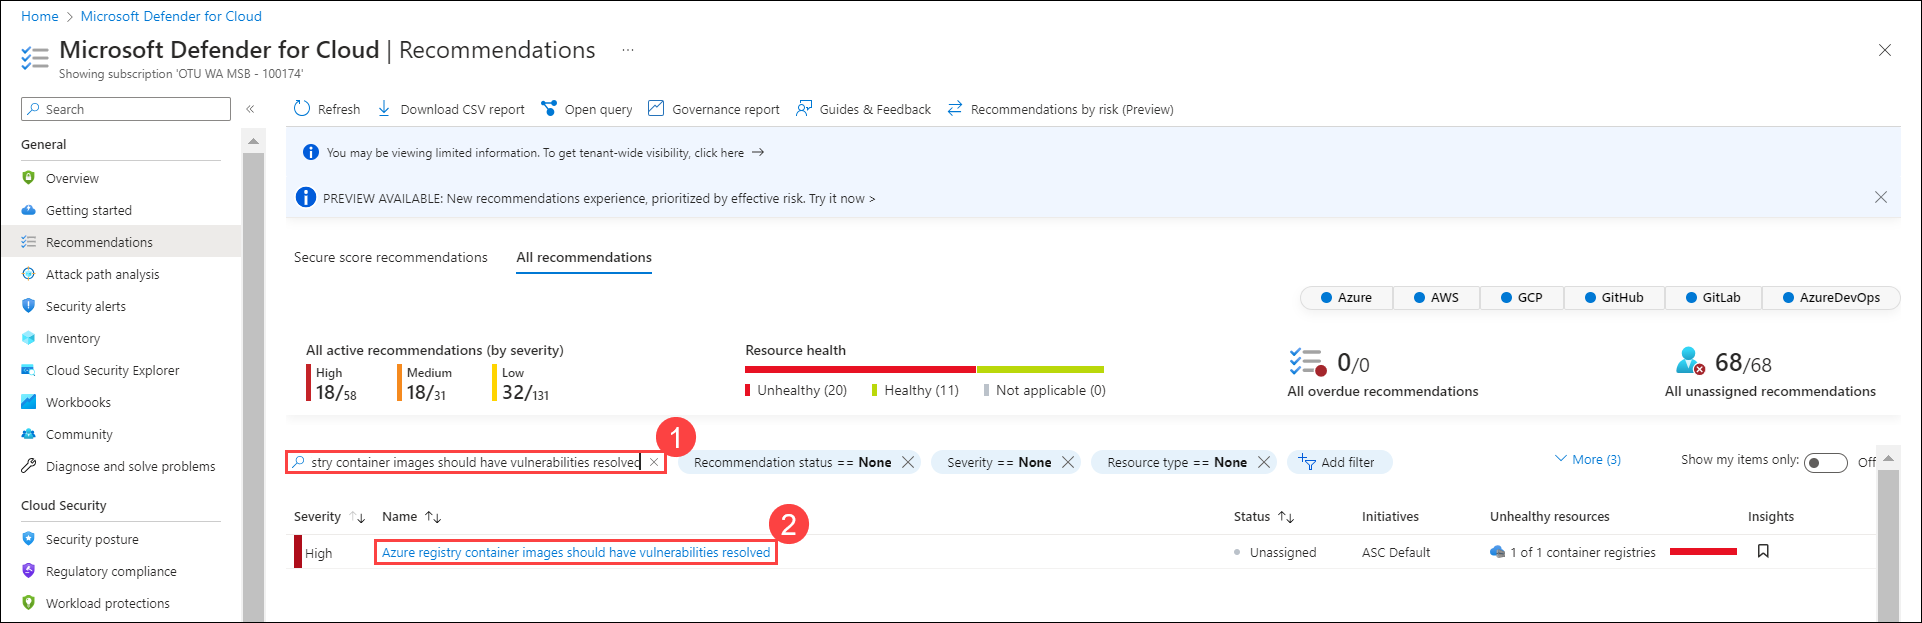 Home > Microsoft Defender for Cloud
Microsoft Defender for Cloud | Recommendations ...
Showing subscription 'OTU WA MSB - 100174'
Search «
Refresh Download CSV report Open query Governance report Guides & Feedback Recommendations by risk (Preview)
You may be viewing limited information. To get tenant-wide visibility, click here →
PREVIEW AVAILABLE: New recommendations experience, prioritized by effective risk. Try it now >
General
Overview
Getting started
Recommendations
Attack path analysis
Security alerts
Inventory
Cloud Security Explorer
Workbooks
Community
Diagnose and solve problems
Cloud Security
Security posture
Regulatory compliance
Workload protections
Secure score recommendations All recommendations
Azure AWS GCP GitHub GitLab AzureDevOps
All active recommendations (by severity)
High Medium Low
18/58 18/31 32/131
Resource health
Unhealthy (20) Healthy (11) Not applicable (0)
0/0
All overdue recommendations
68/68
All unassigned recommendations
1
stry container images should have vulnerabilities resolved Recommendation status == None Severity == None Resource type == None Add filter More (3) Show my items only: Off
Severity ↑↓ Name ↑↓ Status ↑↓ Initiatives Unhealthy resources Insights
2
High Azure registry container images should have vulnerabilities resolved Unassigned ASC Default 1 of 1 container registries